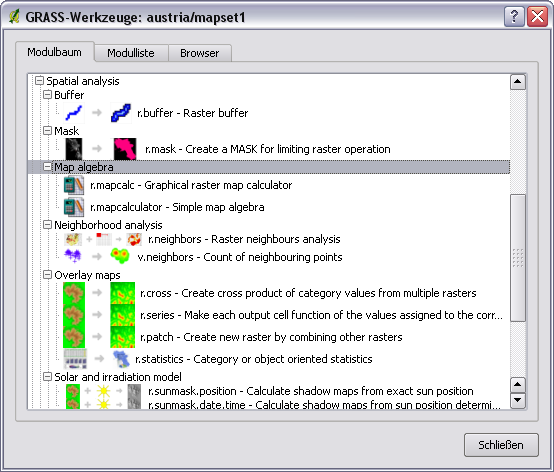 GRASS-Werkzeuge: austria/mapset1
Modulbaum Modulliste Browser
Spatial analysis
Buffer
r.buffer - Raster buffer
Mask
r.mask - Create a MASK for limiting raster operation
Map algebra
r.mapcalc - Graphical raster map calculator
r.mapcalculator - Simple map algebra
Neighborhood analysis
r.neighbors - Raster neighbours analysis
v.neighbors - Count of neighbouring points
Overlay maps
r.cross - Create cross product of category values from multiple rasters
r.series - Make each output cell function of the values assigned to the corr...
r.patch - Create new raster by combining other rasters
r.statistics - Category or object oriented statistics
Solar and irradiation model
r.sunmask.position - Calculate shadow maps from exact sun position
r.sunmask.date.time - Calculate shadow maps from sun position determi...
Schließen